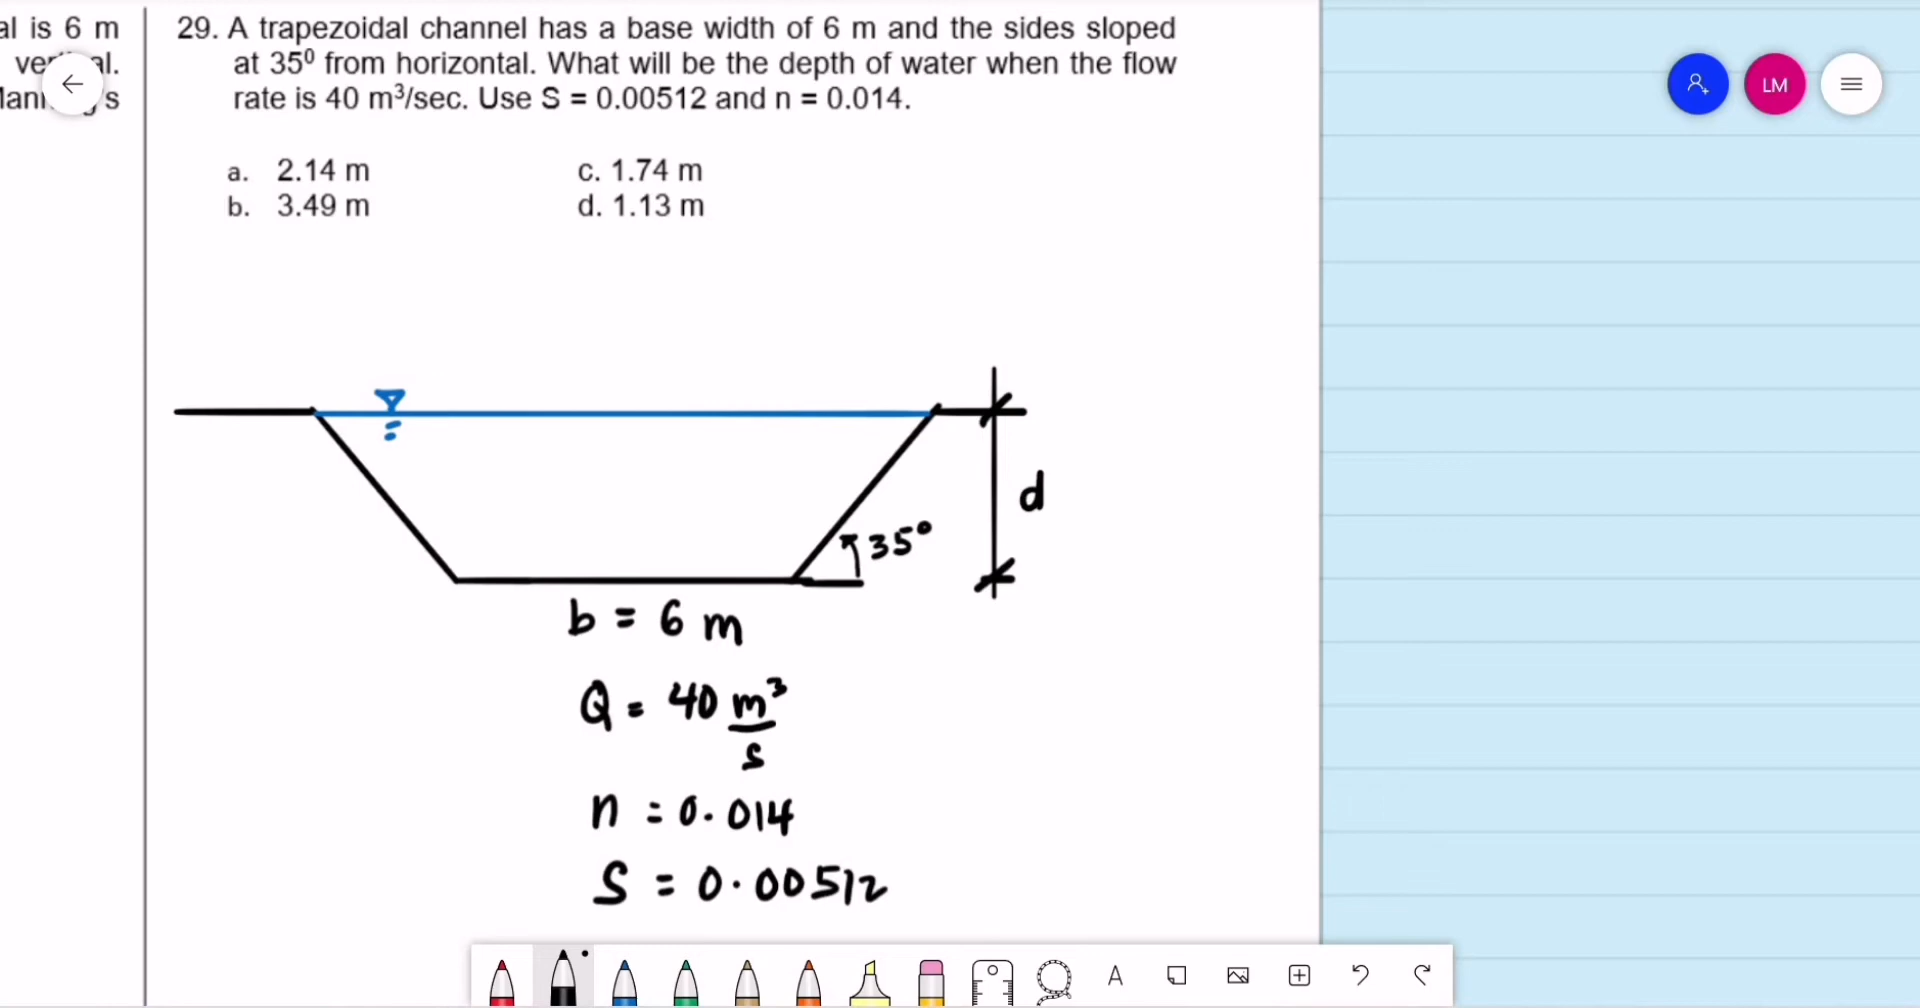 al is 6 m
29. A trapezoidal channel has a base width of 6 m and the sides sloped
at 35⁰ from horizontal. What will be the depth of water when the flow
rate is 40 m³/sec. Use S = 0.00512 and n = 0.014.
a. 2.14 m
c. 1.74 m
b. 3.49 m
d. 1.13 m
LM
d
35°
b = 6 m
Q = 40 m³
s
n = 0.014
S = 0.00512
A